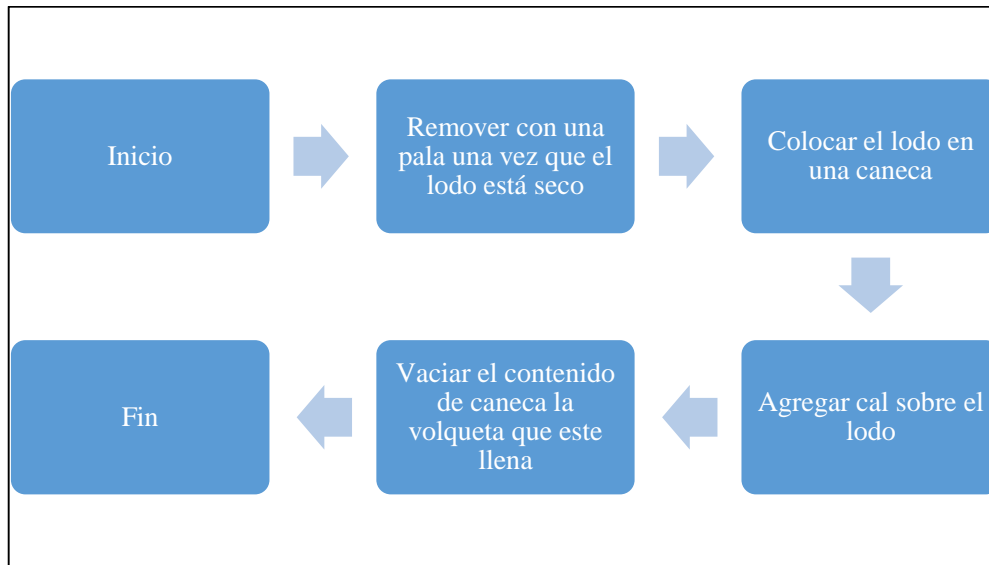 Inicio
Remover con una
pala una vez que el
lodo está seco
Colocar el lodo en
una caneca
Agregar cal sobre el
lodo
Vaciar el contenido
de caneca la
volqueta que este
llena
Fin